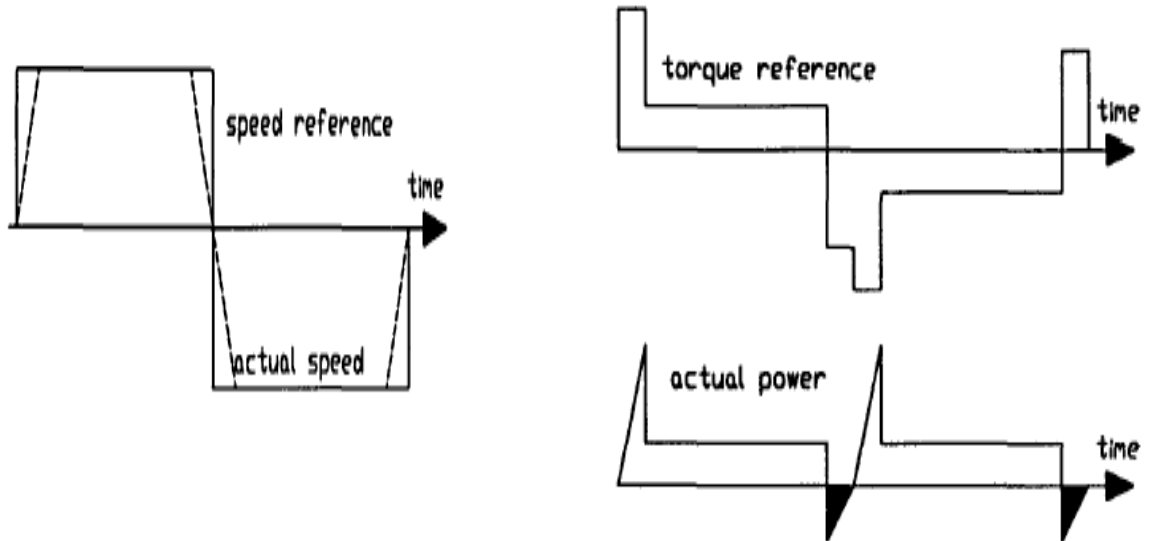 speed reference
time
actual speed
torque reference
time
actual power
time